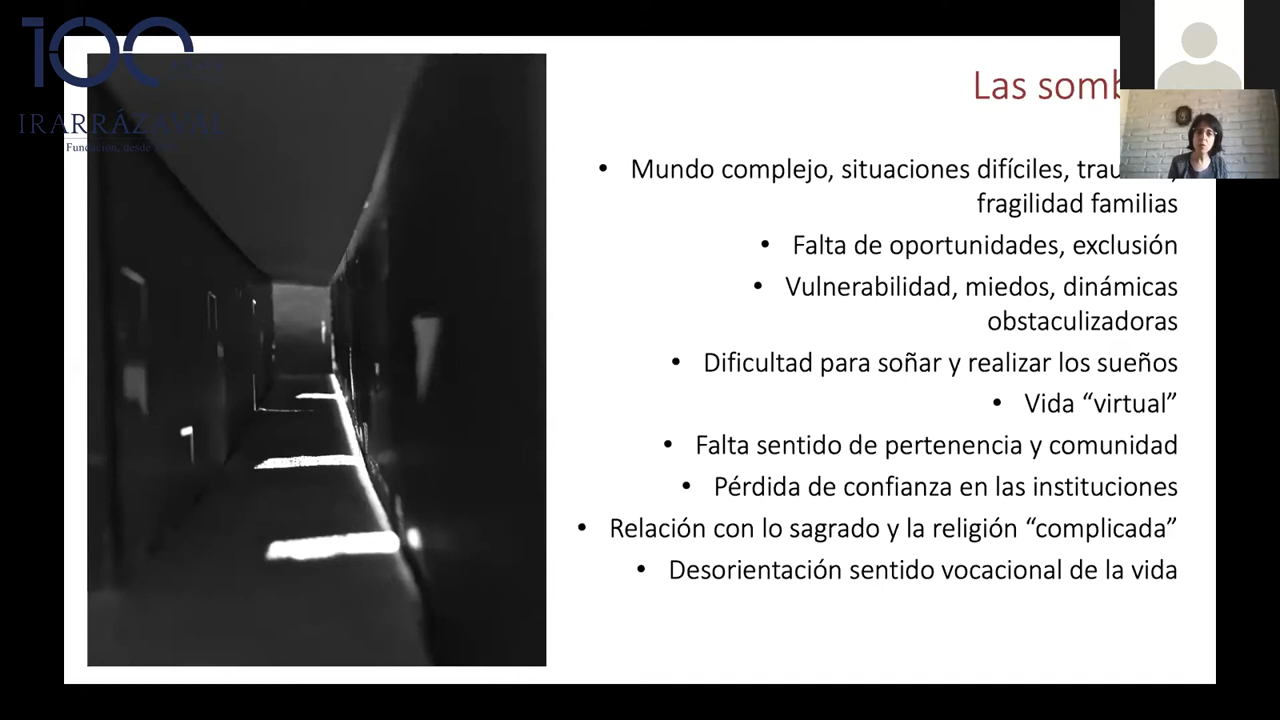 100
IRARRÁZAVAL
Fundación, desde
Las
Mundo complejo, situaciones difíciles,
fragilidad familias
• Falta de oportunidades, exclusión
• Vulnerabilidad, miedos, dinámicas
obstaculizadoras
• Dificultad para soñar y realizar los sueños
• Vida “virtual”
• Falta sentido de pertenencia y comunidad
• Pérdida de confianza en las instituciones
• Relación con lo sagrado y la religión “complicada”
• Desorientación sentido vocacional de la vida